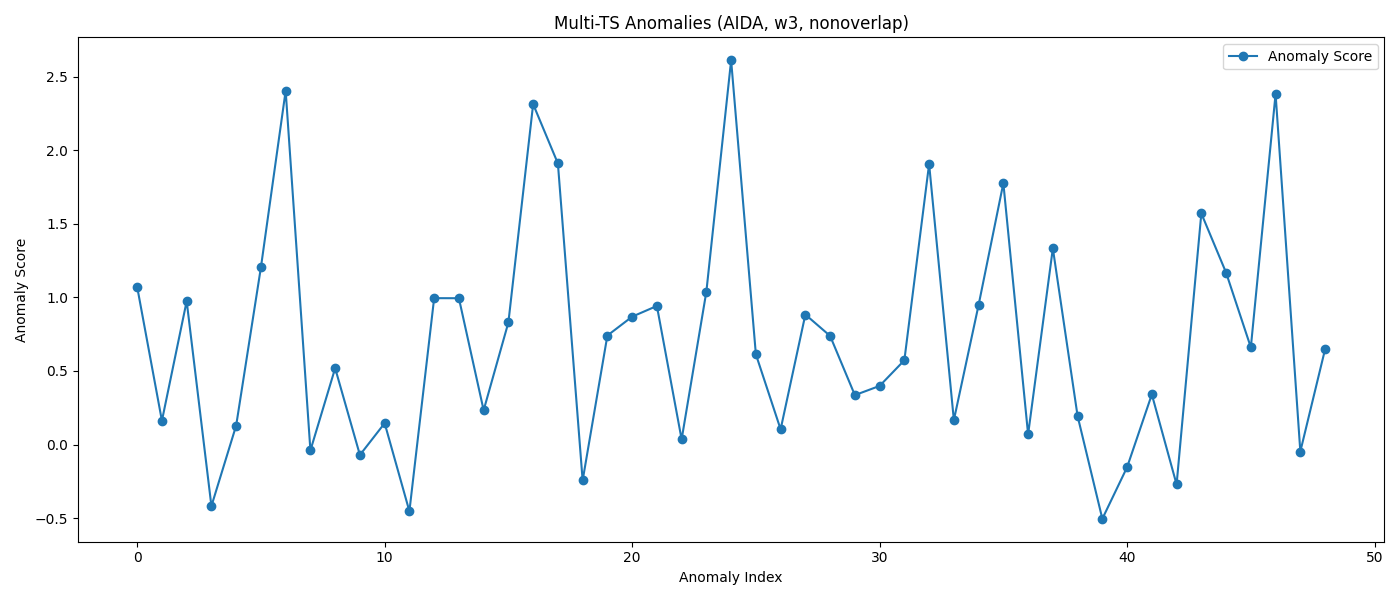 Multi-TS Anomalies (AIDA, w3, nonoverlap)
Anomaly Score
2.5
2.0
1.5
1.0
0.5
0.0
−0.5
Anomaly Score
0 10 20 30 40 50
Anomaly Index